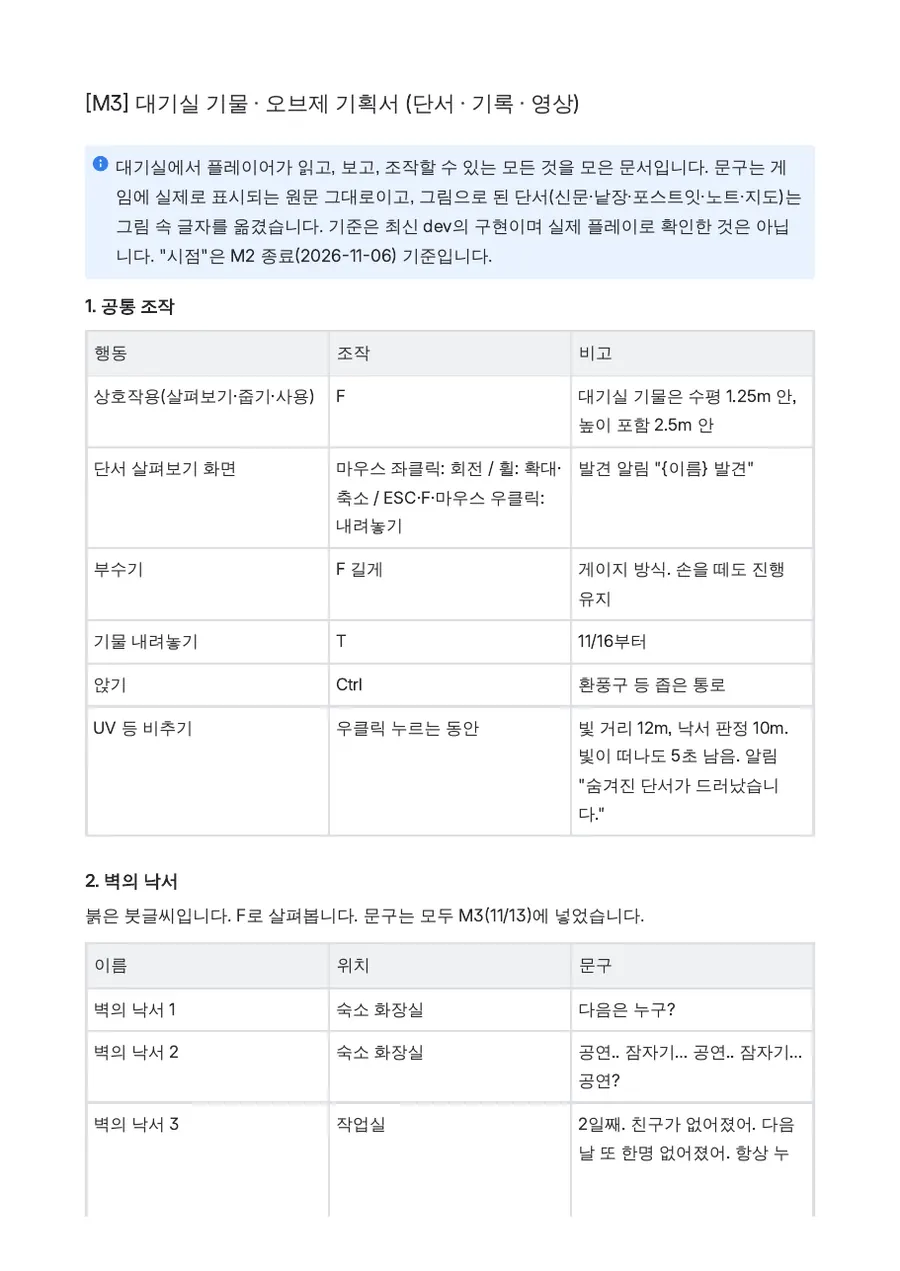 [M3] 대기실 기물 · 오브제 기획서 (단서 · 기록 · 영상)
대기실에서 플레이어가 읽고, 보고, 조작할 수 있는 모든 것을 모은 문서입니다. 문구는 게
임에 실제로 표시되는 원문 그대로이고, 그림으로 된 단서(신문·낱장·포스트잇·노트·지도)는
그림 속 글자를 옮겼습니다. 기준은 최신 dev의 구현이며 실제 플레이로 확인한 것은 아닙
니다. "시점"은 M2 종료(2026-11-06) 기준입니다.
1. 공통 조작
행동 조작 비고
상호작용(살펴보기·줍기·사용) F 대기실 기물은 수평 1.25m 안,
높이 포함 2.5m 안
단서 살펴보기 화면 마우스 좌클릭: 회전 / 휠: 확대· 발견 알림 "{이름} 발견"
축소 / ESC·F·마우스 우클릭:
내려놓기
부수기 F 길게 게이지 방식. 손을 떼도 진행
유지
기물 내려놓기 T 11/16부터
앉기 Ctrl 환풍구 등 좁은 통로
UV 등 비추기 우클릭 누르는 동안 빛 거리 12m, 낙서 판정 10m.
빛이 떠나도 5초 남음. 알림
"숨겨진 단서가 드러났습니
다."
2. 벽의 낙서
붉은 붓글씨입니다. F로 살펴봅니다. 문구는 모두 M3(11/13)에 넣었습니다.
이름 위치 문구
벽의 낙서 1 숙소 화장실 다음은 누구?
벽의 낙서 2 숙소 화장실 공연.. 잠자기... 공연.. 잠자기...
공연?
벽의 낙서 3 작업실 2일째. 친구가 없어졌어. 다음
날 또 한명 없어졌어. 항상 누